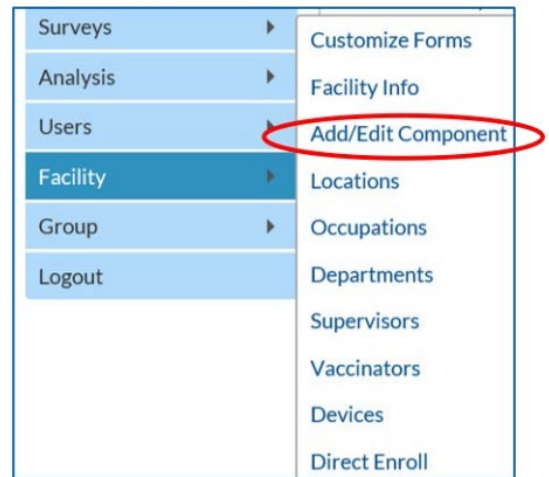 Surveys
Analysis
Users
Facility
Group
Logout
Customize Forms
Facility Info
Add/Edit Component
Locations
Occupations
Departments
Supervisors
Vaccinators
Devices
Direct Enroll